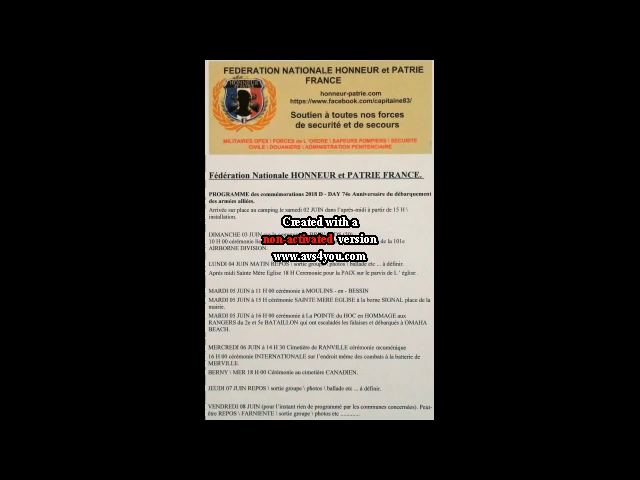 FEDERATION NATIONALE HONNEUR et PATRIE
FRANCE
honneur-patrie.com
https://www.facebook.com/capitaine83/
Soutien à toutes nos forces
de securité et de secours
MILITAIRES OPEX \ FORCES de L 'ORDRE \ SAPEURS POMPIERS \ SECURITE
CIVILE \ DOUANIERS \ ADMINISTRATION PENITENCIAIRE
Fédération Nationale HONNEUR et PATRIE FRANCE.
PROGRAMME des commémorations 2018 D - DAY 74e Anniversaire du débarquement
des armées alliées.
Arrivée sur place au camping le samedi 02 JUIN dans l'après-midi à partir de 15 H \
installation.
Created with a
non-activated version
www.avs4you.com
DIMANCHE 03 JUIN
10 H 00 cérémonie de la 101e
AIRBORNE DIVISION.
LUNDI 04 JUIN MATIN REPOS \ sortie groupe \ photos \ ballade etc ... à définir.
Après midi Sainte Mère Eglise 18 H Ceremonie pour la PAIX sur le parvis de L ' église .
MARDI 05 JUIN à 11 H 00 cérémonie à MOULINS - en - BESSIN
MARDI 05 JUIN à 15 H cérémonie SAINTE MERE EGLISE à la borne SIGNAL place de la
mairie.
MARDI 05 JUIN à 16 H 00 cérémonie à La POINTE du HOC en HOMMAGE aux
RANGERS du 2e et 5e BATAILLON qui ont escaladés les falaises et débarqués à OMAHA
BEACH.
MERCREDI 06 JUIN à 14 H 30 Cimetière du RANVILLE cérémonie
16 H 00 cérémonie INTERNATIONALE sur l'endroit même des combats à la batterie de
MERVILLE.
BERNY \ MER 18 H 00 Cérémonie au cimetière CANADIEN.
JEUDI 07 JUIN REPOS \ sortie groupe \ photos \ ballade etc ... à définir.
VENDREDI 08 JUIN (pour l'instant rien de programmé par les communes concernées). Peut-
être REPOS \ FARNIENTE \ sortie groupe \ photos etc .............